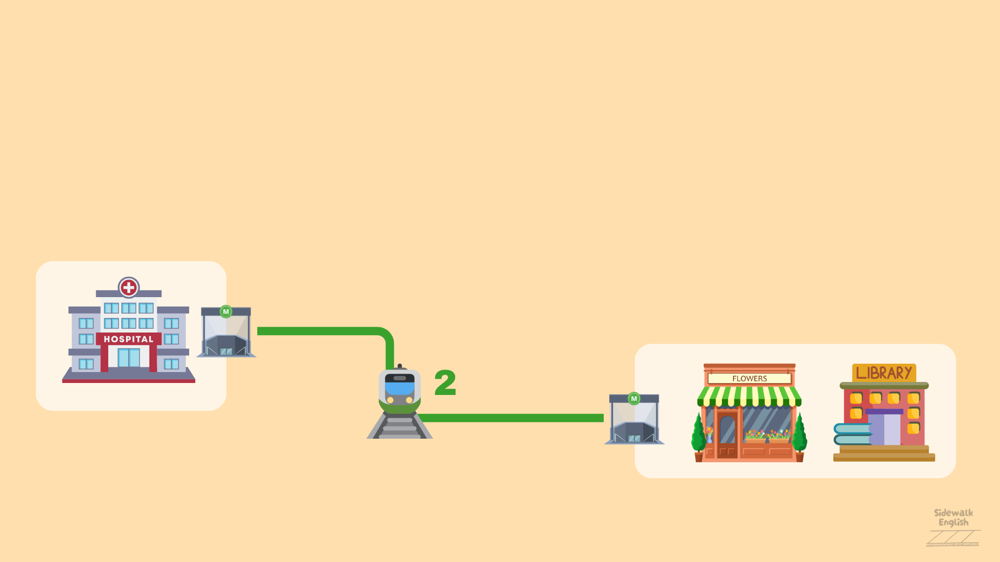 HOSPITAL
M
2
M
FLOWERS
LIBRARY
Sidewalk
English